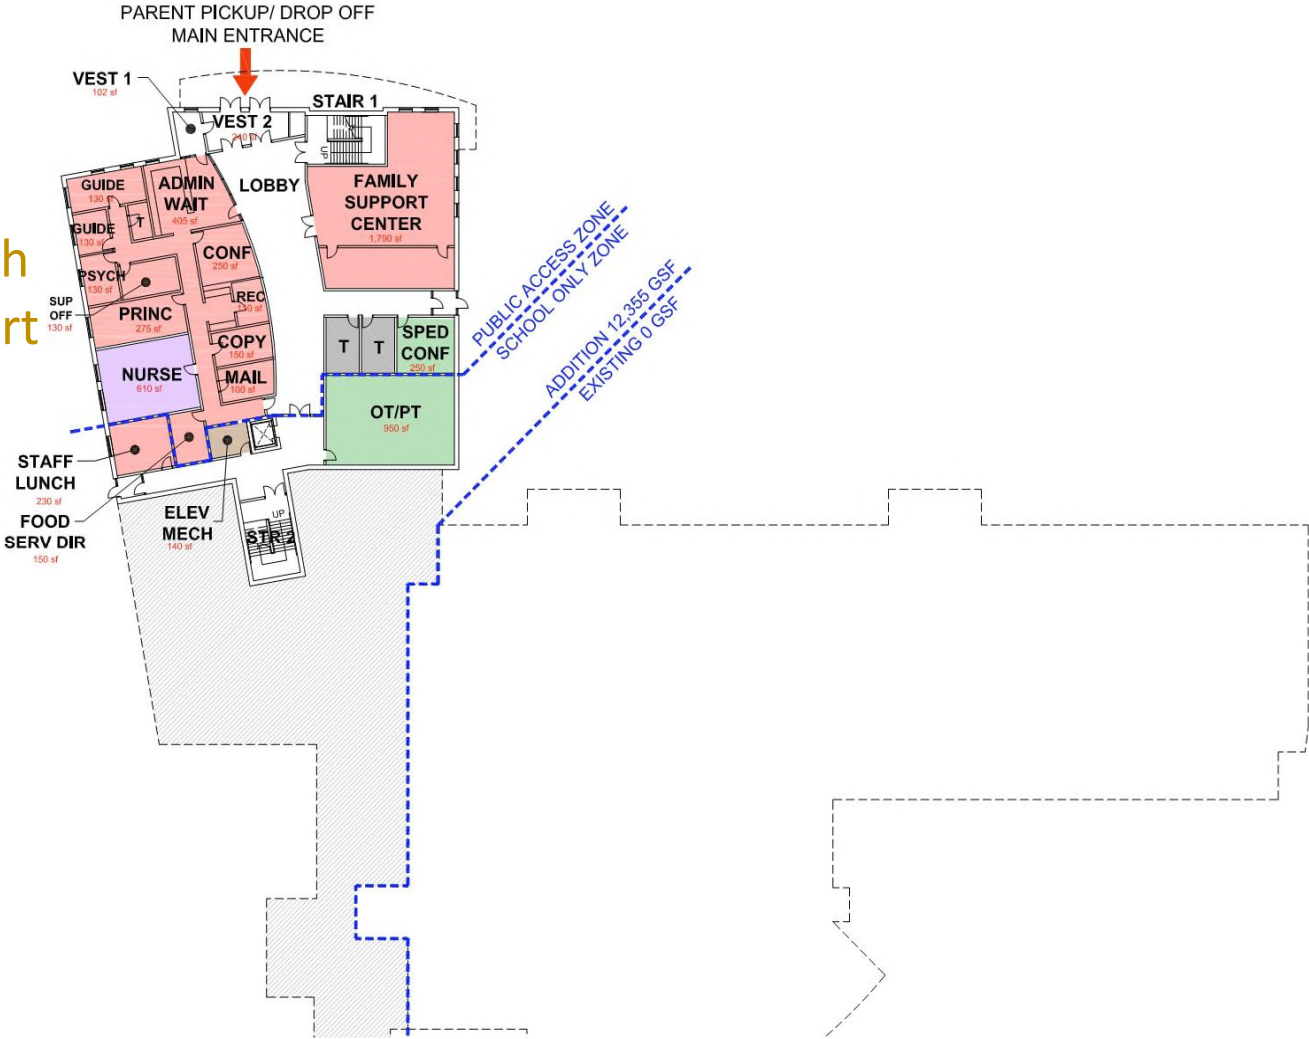 PARENT PICKUP/ DROP OFF
MAIN ENTRANCE
VEST 1
102 sf
STAIR 1
VEST 2
240 sf
UP
LOBBY
GUIDE
130 sf
ADMIN
WAIT
405 sf
T
FAMILY
SUPPORT
CENTER
1,790 sf
GUIDE
130 sf
CONF
250 sf
PSYCH
130 sf
SUP
OFF
130 sf
REC
PRINC
275 sf
COPY
150 sf
T
T
SPED
CONF
250 sf
NURSE
610 sf
MAIL
100 sf
OT/PT
950 sf
STAFF
LUNCH
230 sf
FOOD
SERV DIR
150 sf
ELEV
MECH
140 sf
UP
STR 2
PUBLIC ACCESS ZONE
SCHOOL ONLY ZONE
ADDITION 12,355 GSF
EXISTING 0 GSF
h
rt